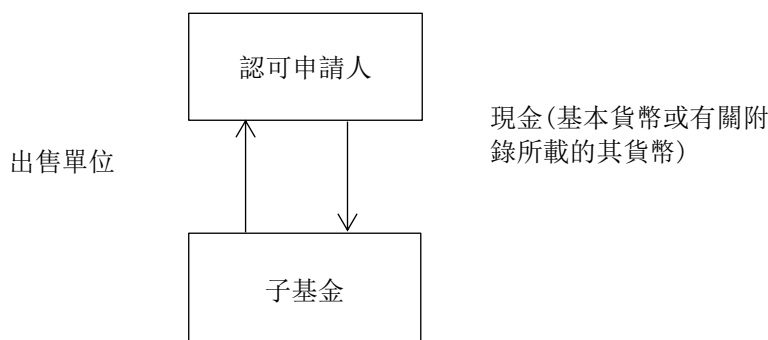 認可申請人
現金(基本貨幣或有關附
錄所載的其貨幣)
出售單位
子基金